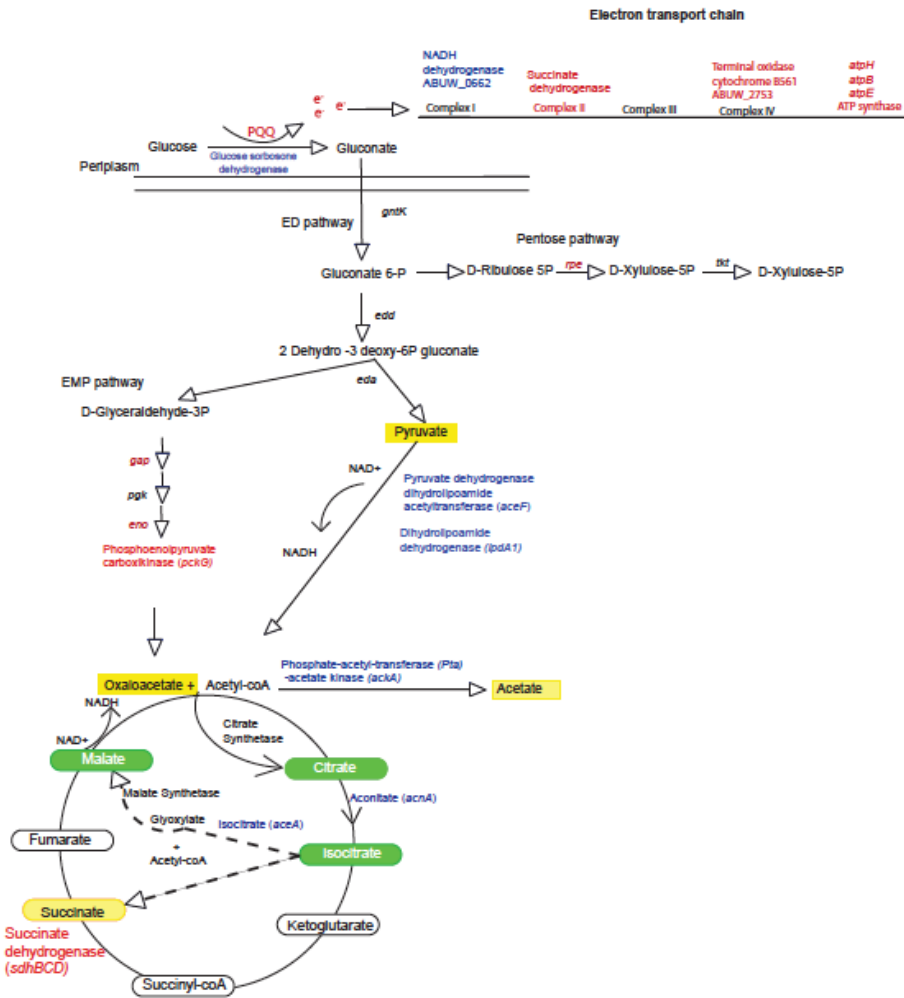 Electron transport chain
NADH
dehydrogenase
ABUW_0662
Complex I
Succinate
dehydrogenase
Complex II
Complex III
Terminal oxidase
cytochrome B561
ABUW_2753
Complex IV
atpH
atpB
atpE
ATP synthase
e-
e-
e-
PQQ
Glucose
Gluconate
Glucose sorbosone
dehydrogenase
Periplasm
gntK
ED pathway
Pentose pathway
Gluconate 6-P
D-Ribulose 5P
rpe
D-Xylulose-5P
tkt
D-Xylulose-5P
edd
2 Dehydro -3 deoxy-6P gluconate
eda
EMP pathway
D-Glyceraldehyde-3P
Pyruvate
gap
pgk
eno
Phosphoenolpyruvate
carboxikinase (pckG)
NAD+
NADH
Pyruvate dehydrogenase
dihydrolipoamide
acetyltransferase (aceF)
Dihydrolipoamide
dehydrogenase (lpdA1)
Oxaloacetate +
Acetyl-coA
Phosphate-acetyl-transferase (Pta)
-acetate kinase (ackA)
Acetate
NADH
NAD+
Citrate
Synthetase
Malate
Citrate
Malate Synthetase
Aconitate (acnA)
Glyoxylate
Isocitrate (aceA)
+
Acetyl-coA
Fumarate
Isocitrate
Succinate
Ketoglutarate
Succinate
dehydrogenase
(sdhBCD)
Succinyl-coA